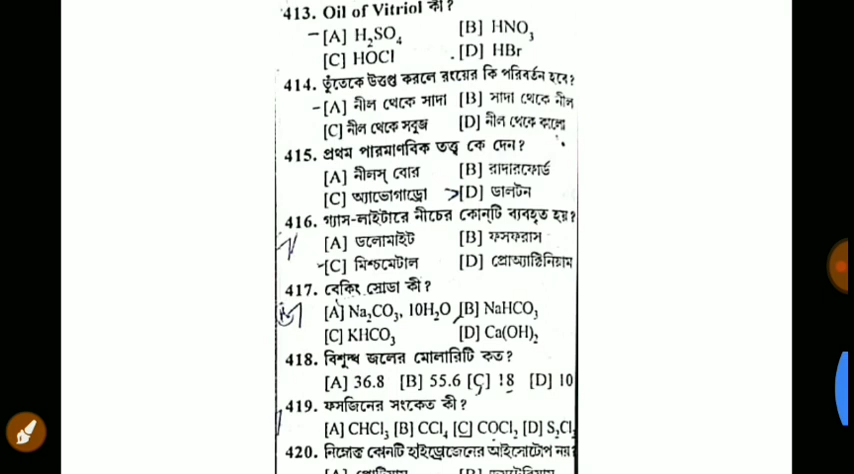 413. Oil of Vitriol কী?
[A] H₂SO₄ [B] HNO₃
[C] HOCl [D] HBr
414. তুঁতেকে উত্তপ্ত করলে রংয়ের কি পরিবর্তন হবে?
[A] নীল থেকে সাদা [B] সাদা থেকে নীল
[C] নীল থেকে সবুজ [D] নীল থেকে কালো
415. প্রথম পারমাণবিক তত্ত্ব কে দেন?
[A] নীলস্ বোর [B] রাদারফোর্ড
[C] অ্যাভোগাড্রো [D] ডালটন
416. গ্যাস-লাইটারে নীচের কোন্‌টি ব্যবহৃত হয়?
[A] ডলোমাইট [B] ফসফরাস
[C] মিশ্চমেটাল [D] প্রোঅ্যাক্টিনিয়াম
417. বেকিং সোডা কী?
[A] Na₂CO₃, 10H₂O [B] NaHCO₃
[C] KHCO₃ [D] Ca(OH)₂
418. বিশুদ্ধ জলের মোলারিটি কত?
[A] 36.8 [B] 55.6 [C] 18 [D] 10
419. ফসজিনের সংকেত কী?
[A] CHCl₃ [B] CCl₄ [C] COCl₂ [D] S₂Cl₂
420. নিম্নোক্ত কোনটি হাইড্রোজেনের আইসোটোপ নয়?